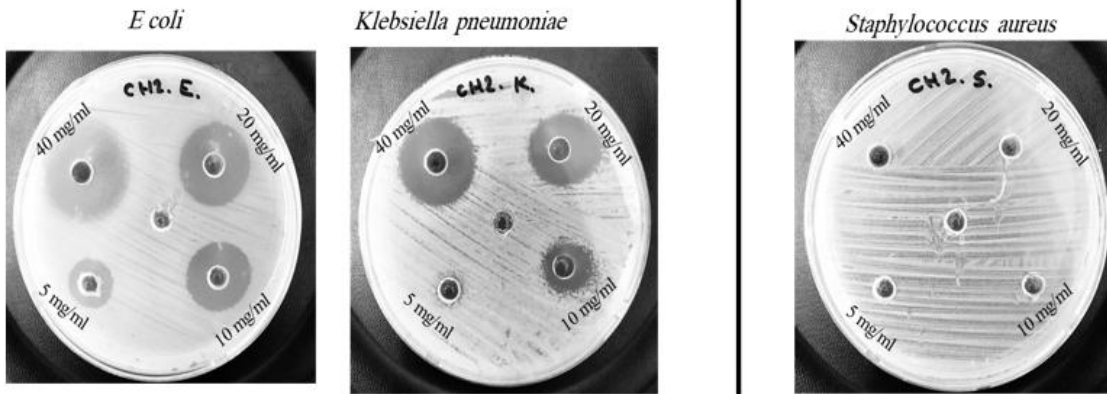 E coli
Klebsiella pneumoniae
Staphylococcus aureus
CH2. E.
40 mg/ml
20 mg/ml
5 mg/ml
10 mg/ml
CH2. K.
40 mg/ml
20 mg/ml
5 mg/ml
10 mg/ml
CH2. S.
40 mg/ml
20 mg/ml
5 mg/ml
10 mg/ml